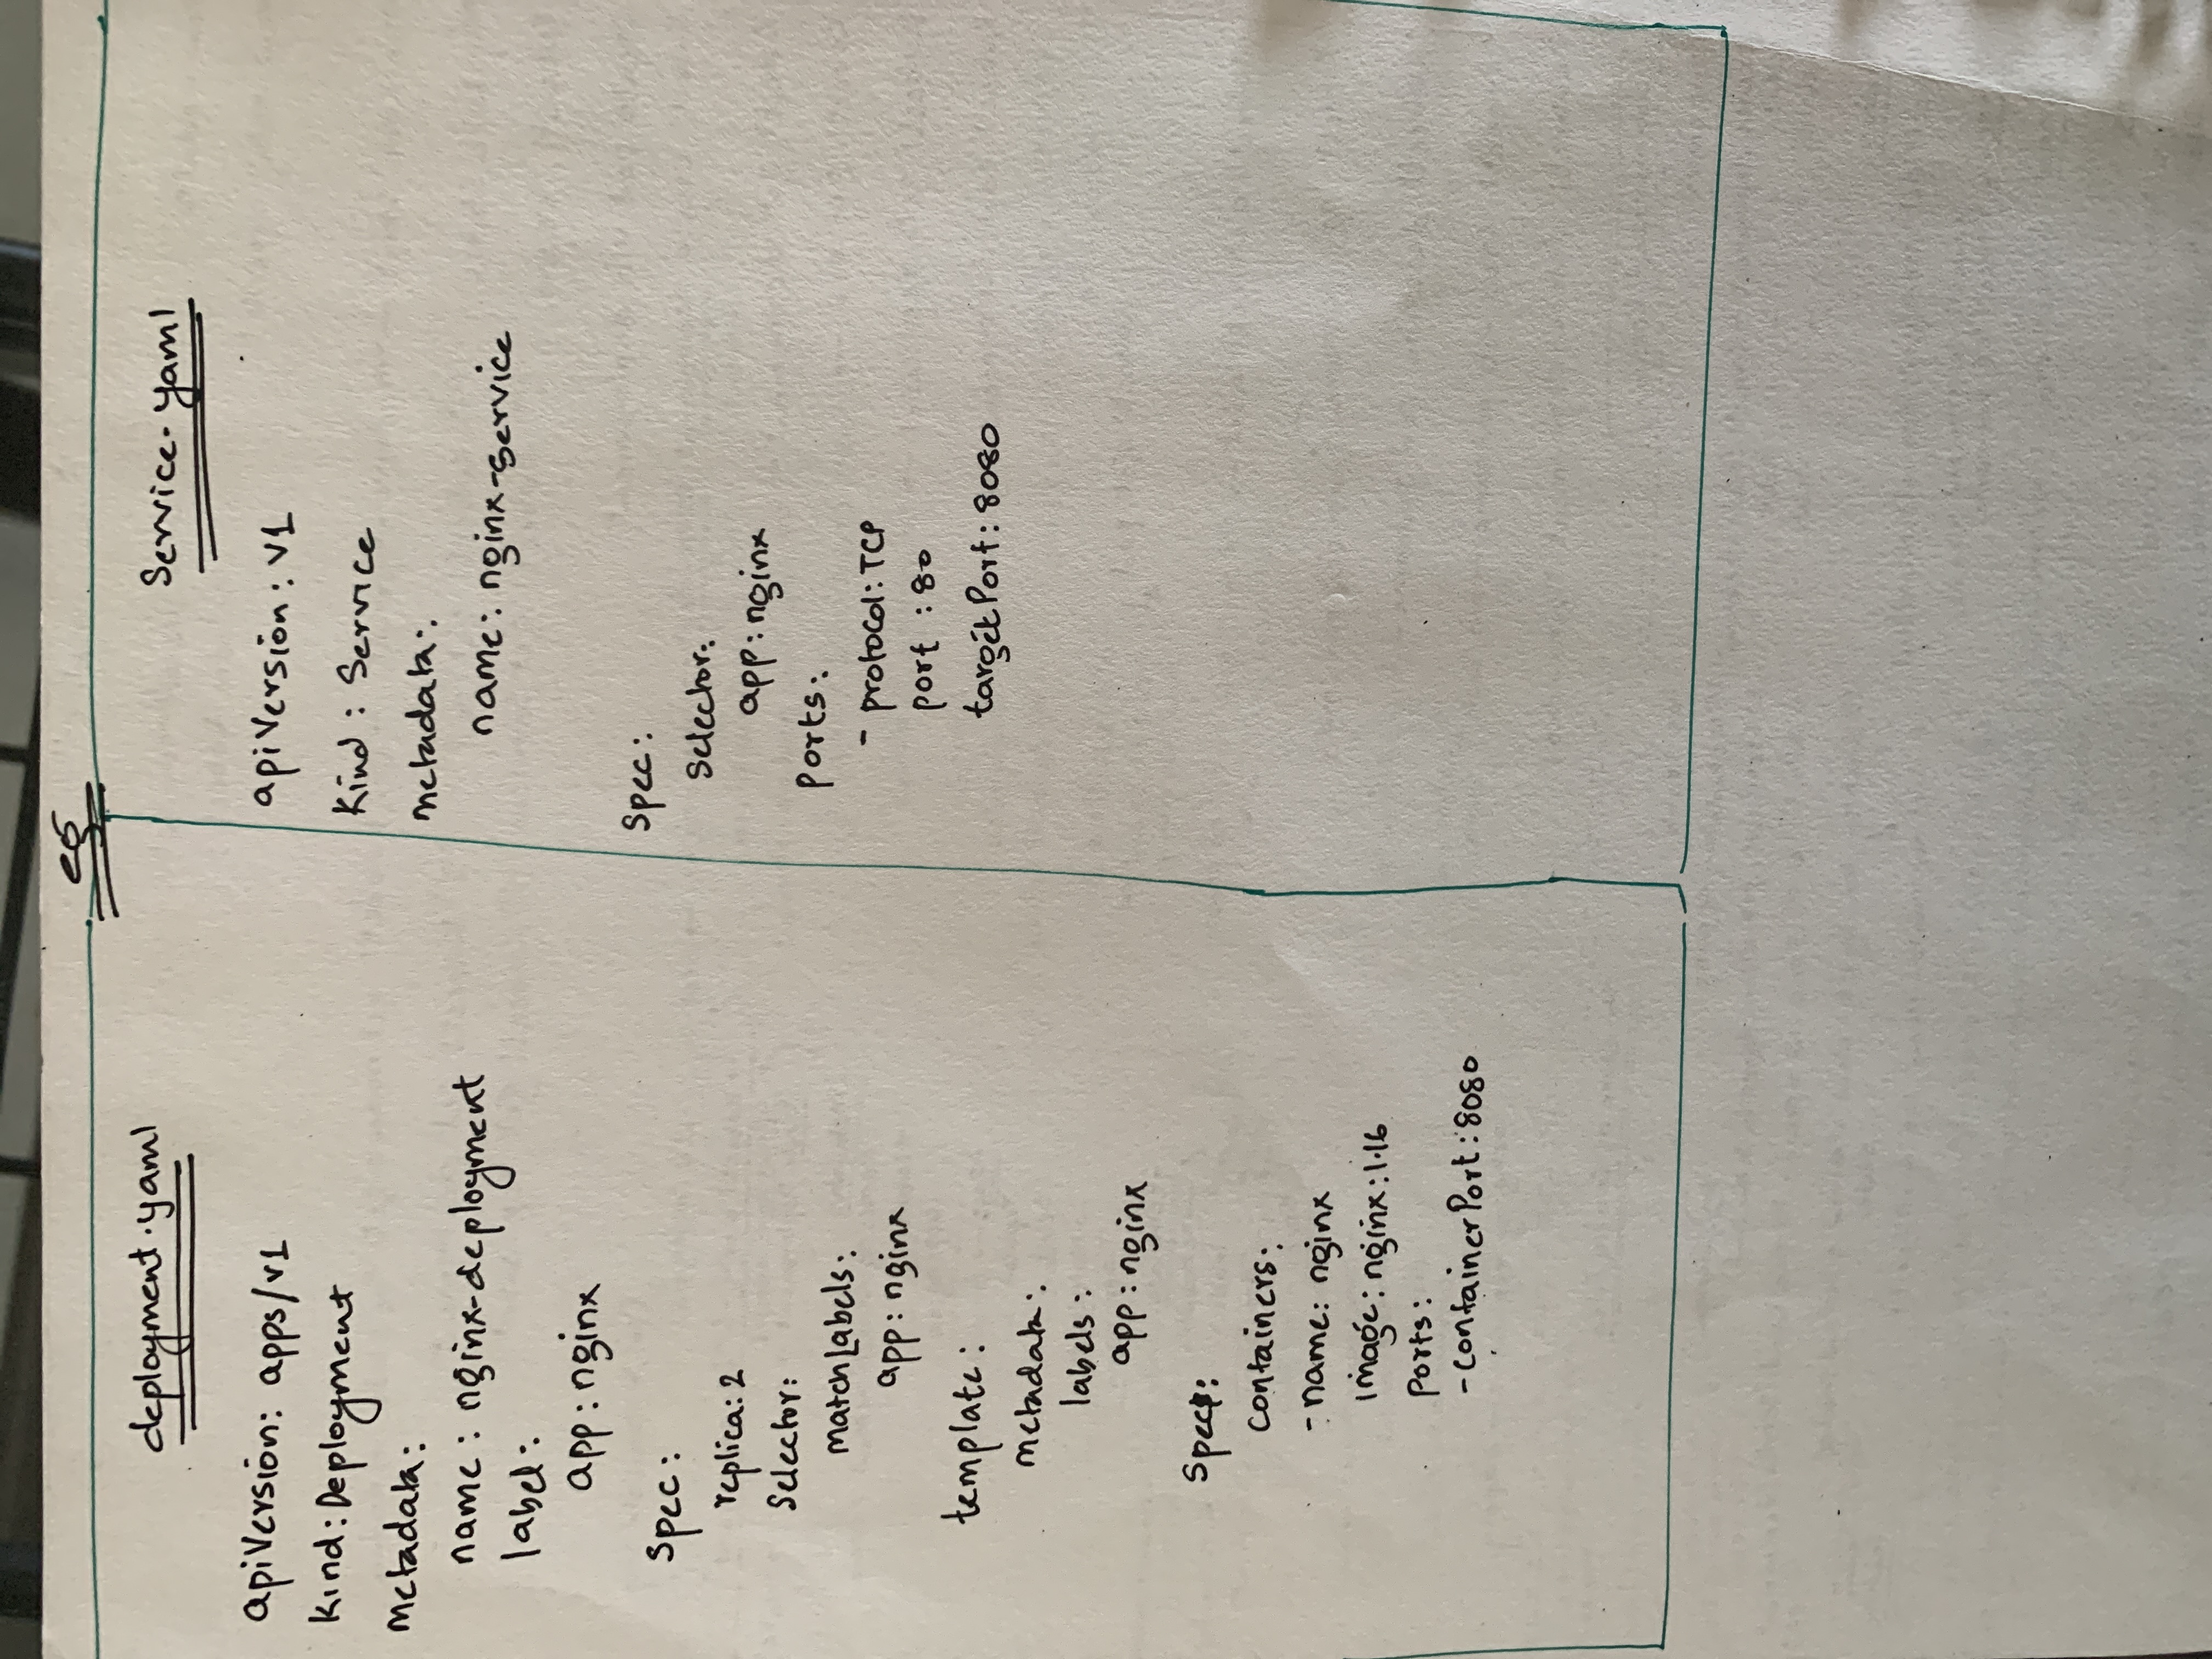 eg
deployment.yaml
apiVersion: apps/v1
Kind: Deployment
Metadata:
name: nginx-deployment
label:
app: nginx
Spec:
replica: 2
Selector:
matchLabels:
app: nginx
template:
metadata:
labels:
app: nginx
Spec:
Containers:
- name: nginx
image: nginx:1.16
Ports:
- containerPort: 8080
Service.yaml
apiVersion: v1
Kind: Service
metadata:
name: nginx-service
Spec:
Selector:
app: nginx
Ports:
- protocol: TCP
port : 80
targetPort: 8080